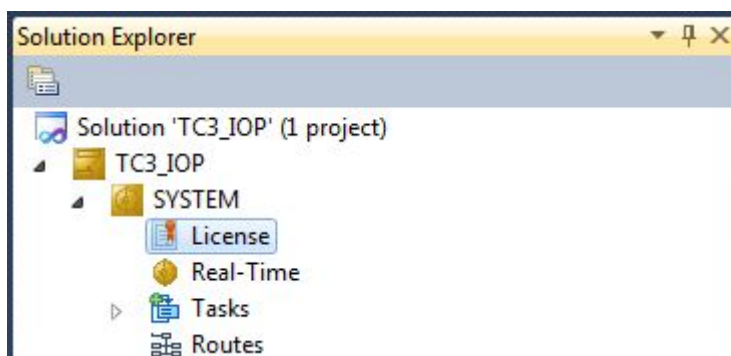 Solution Explorer
Solution 'TC3_IOP' (1 project)
TC3_IOP
SYSTEM
License
Real-Time
Tasks
Routes